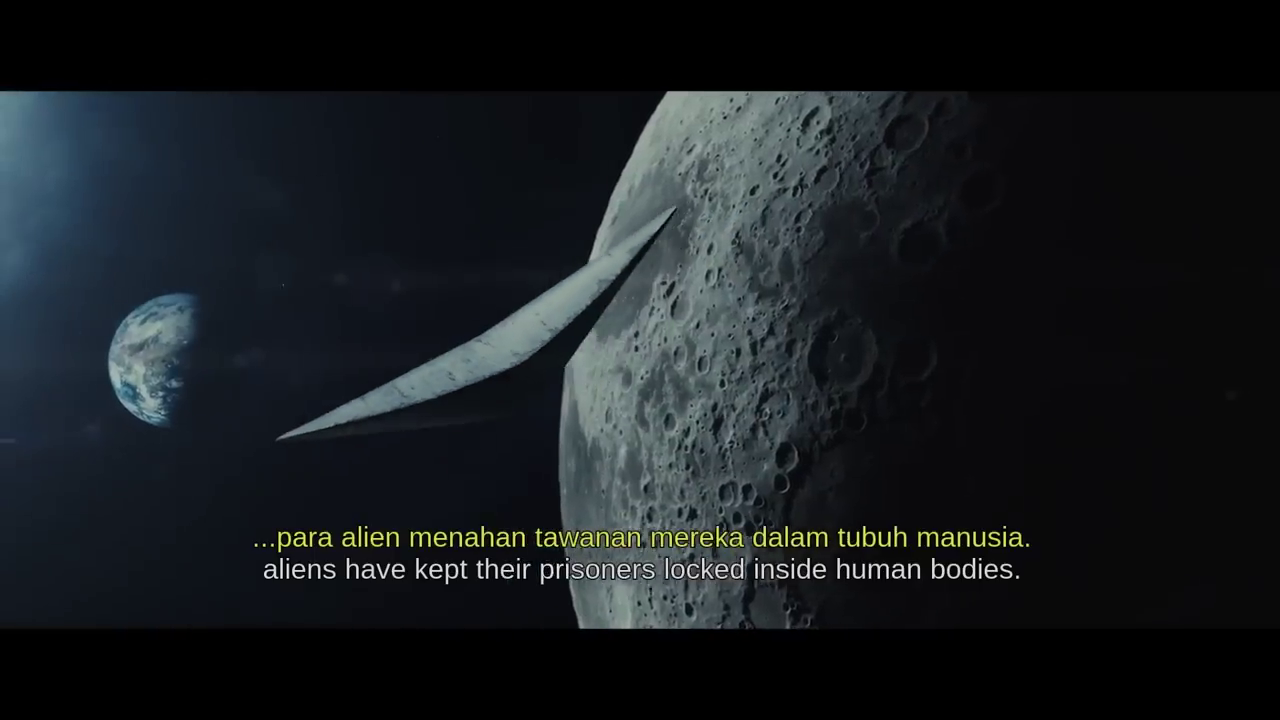 ...para alien menahan tawanan mereka dalam tubuh manusia.
aliens have kept their prisoners locked inside human bodies.